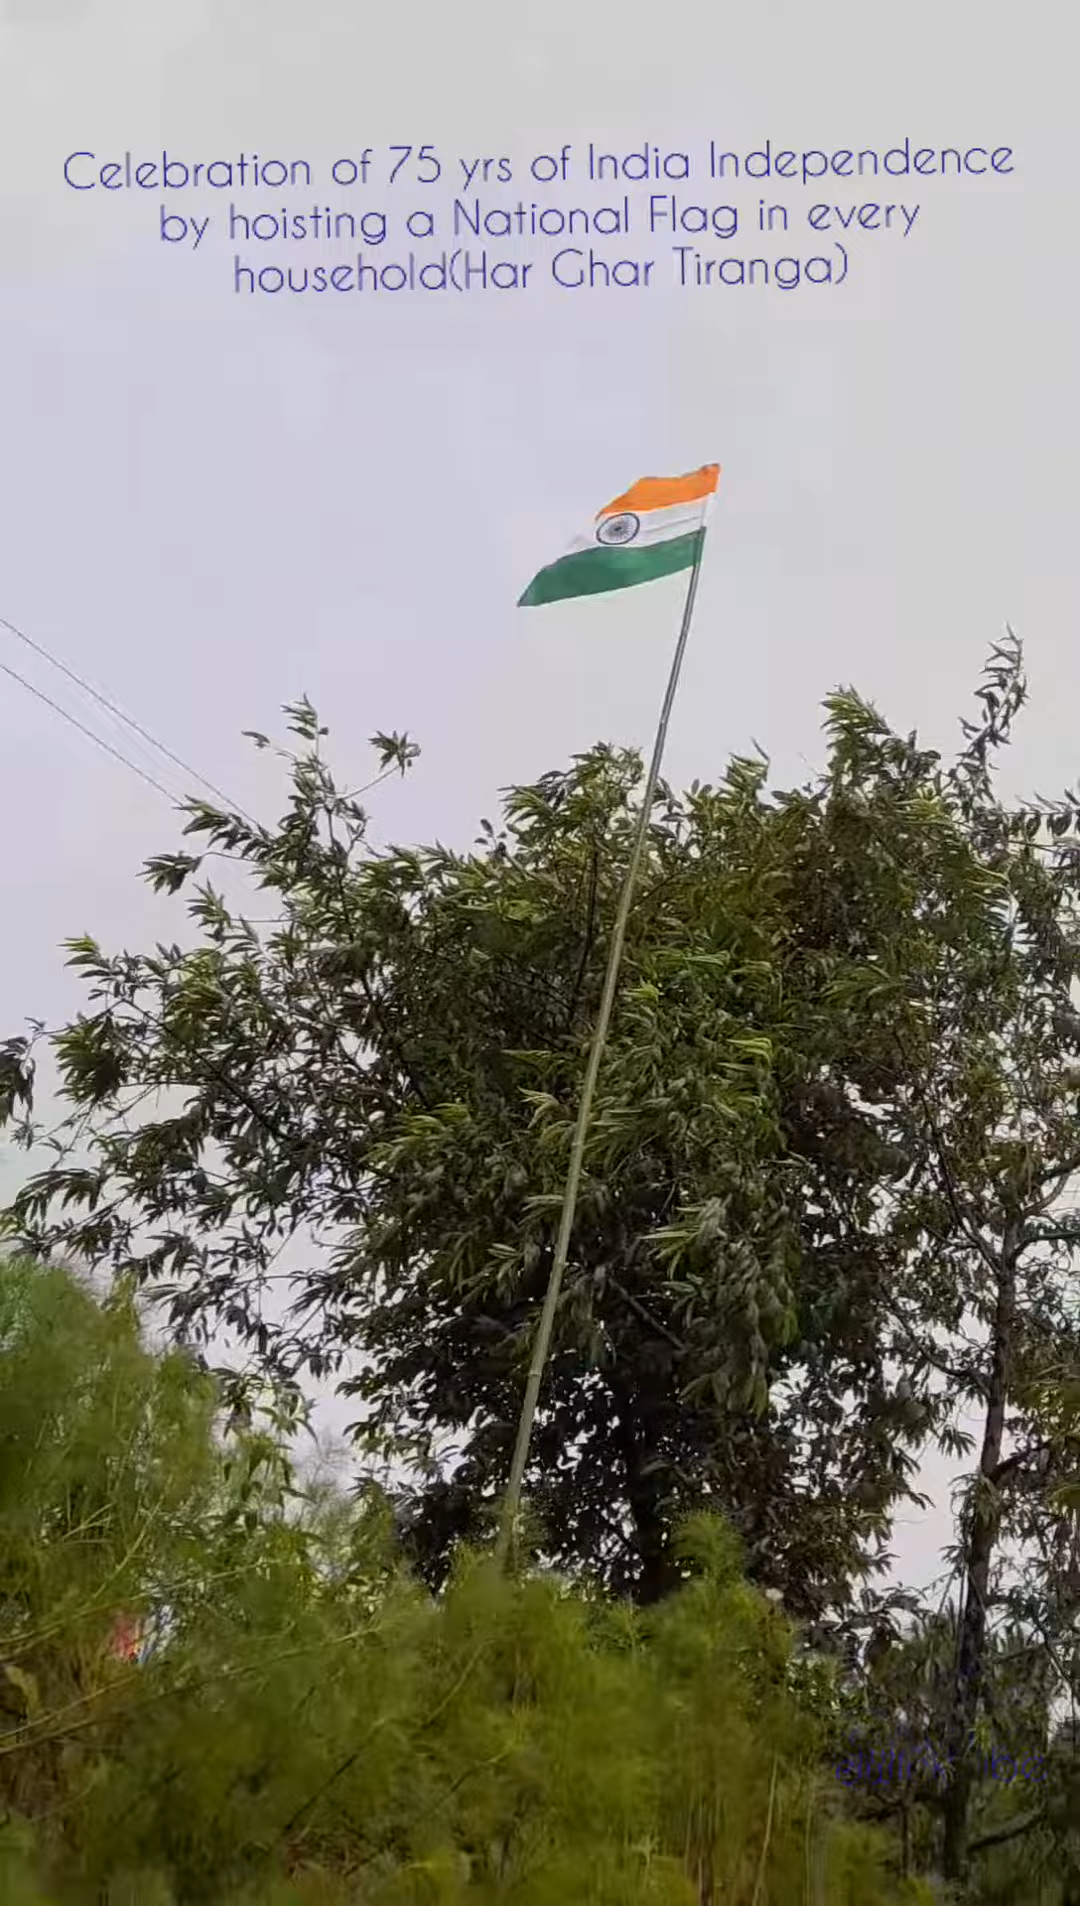 Celebration of 75 yrs of India Independence
by hoisting a National Flag in every
household(Har Ghar Tiranga)